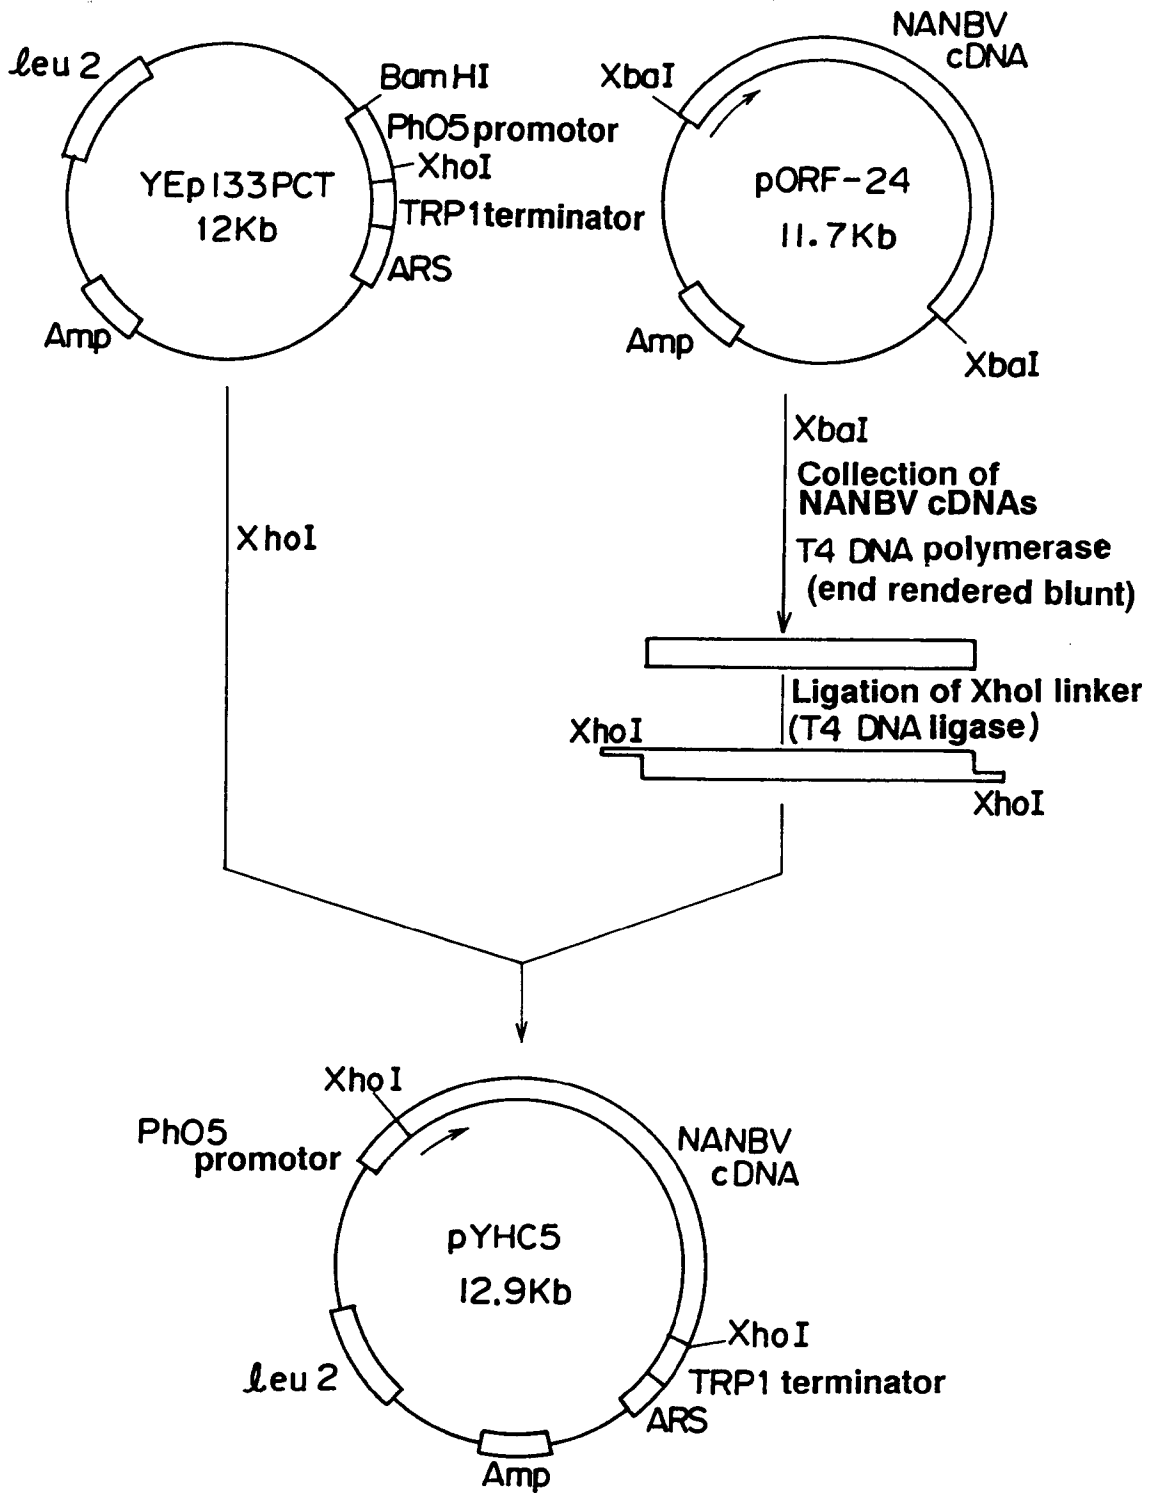 leu 2
BamHI
PhO5 promotor
XhoI
YEp133PCT
12Kb
TRP1 terminator
ARS
Amp
NANBV
cDNA
XbaI
pORF-24
11.7Kb
Amp
XbaI
XhoI
XbaI
Collection of
NANBV cDNAs
T4 DNA polymerase
(end rendered blunt)
Ligation of XhoI linker
(T4 DNA ligase)
XhoI
XhoI
XhoI
PhO5
promotor
NANBV
cDNA
pYHC5
12.9Kb
XhoI
leu 2
TRP1 terminator
ARS
Amp